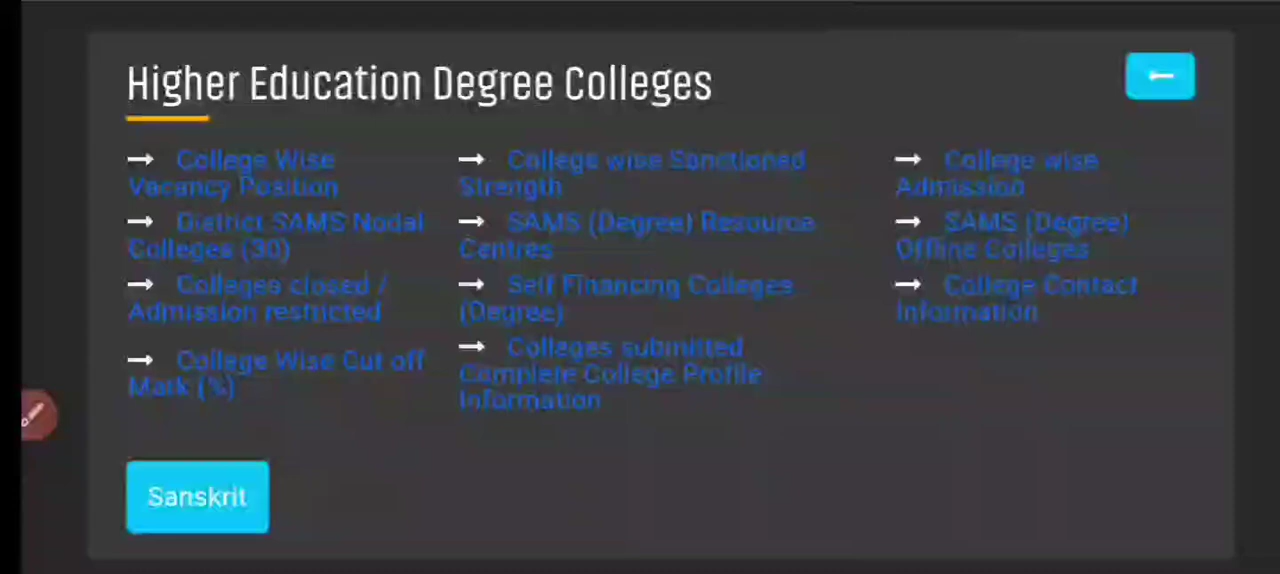 Higher Education Degree Colleges
→ College Wise
Vacancy Position
→ College wise Sanctioned
Strength
→ College wise
Admission
→ District SAMS Nodal
Colleges (30)
→ SAMS (Degree) Resource
Centres
→ SAMS (Degree)
Offline Colleges
→ Colleges closed /
Admission restricted
→ Self Financing Colleges
(Degree)
→ College Contact
Information
→ College Wise Cut off
Mark (%)
→ Colleges submitted
Complete College Profile
Information
Sanskrit